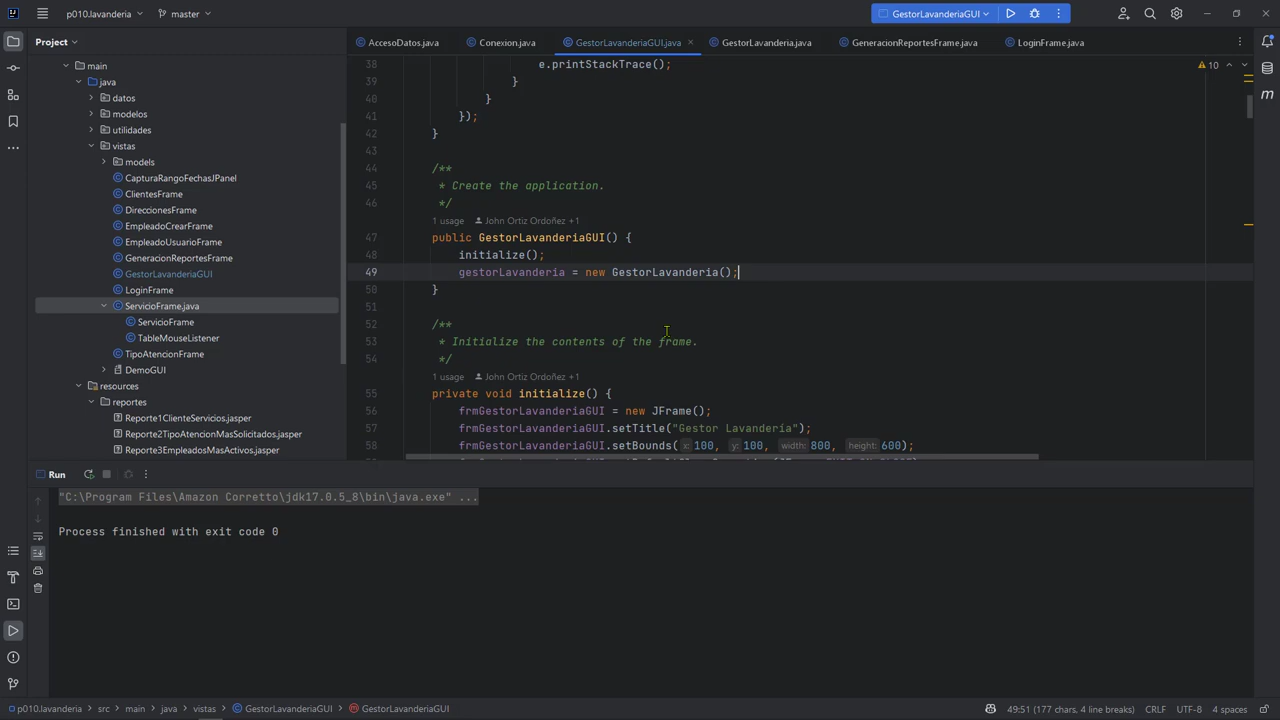 p010.lavanderia master GestorLavanderiaGUI
Project
main
java
datos
modelos
utilidades
vistas
models
CapturaRangoFechasJPanel
ClientesFrame
DireccionesFrame
EmpleadoCrearFrame
EmpleadoUsuarioFrame
GeneracionReportesFrame
GestorLavanderiaGUI
LoginFrame
ServicioFrame.java
ServicioFrame
TableMouseListener
TipoAtencionFrame
DemoGUI
resources
reportes
Reporte1ClienteServicios.jasper
Reporte2TipoAtencionMasSolicitados.jasper
Reporte3EmpleadosMasActivos.jasper
AccesoDatos.java Conexion.java GestorLavanderiaGUI.java GestorLavanderia.java GeneracionReportesFrame.java LoginFrame.java
10
38 e.printStackTrace();
39 }
40 }
41 });
42 }
43
44 /**
45 * Create the application.
46 */
1 usage John Ortiz Ordoñez +1
47 public GestorLavanderiaGUI() {
48 initialize();
49 gestorLavanderia = new GestorLavanderia();
50 }
51
52 /**
53 * Initialize the contents of the frame.
54 */
1 usage John Ortiz Ordoñez +1
55 private void initialize() {
56 frmGestorLavanderiaGUI = new JFrame();
57 frmGestorLavanderiaGUI.setTitle("Gestor Lavandería");
58 frmGestorLavanderiaGUI.setBounds( x: 100, y: 100, width: 800, height: 600);
Run
"C:\Program Files\Amazon Corretto\jdk17.0.5_8\bin\java.exe" ...
Process finished with exit code 0
p010.lavanderia > src > main > java > vistas > GestorLavanderiaGUI > GestorLavanderiaGUI 49:51 (177 chars, 4 line breaks) CRLF UTF-8 4 spaces